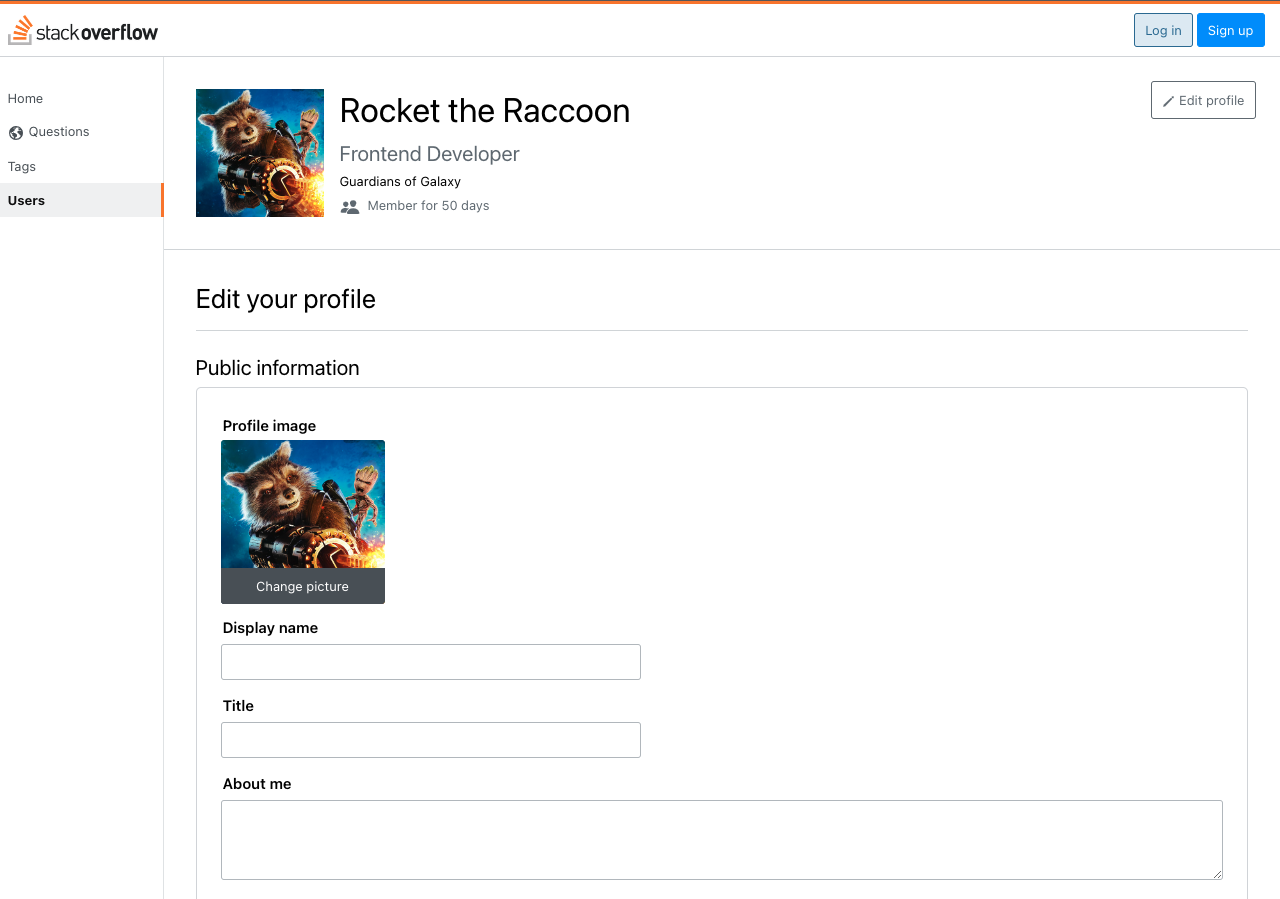 stackoverflow
Log in
Sign up
Home
Questions
Tags
Users
Rocket the Raccoon
Frontend Developer
Guardians of Galaxy
Member for 50 days
Edit profile
Edit your profile
Public information
Profile image
Change picture
Display name
Title
About me